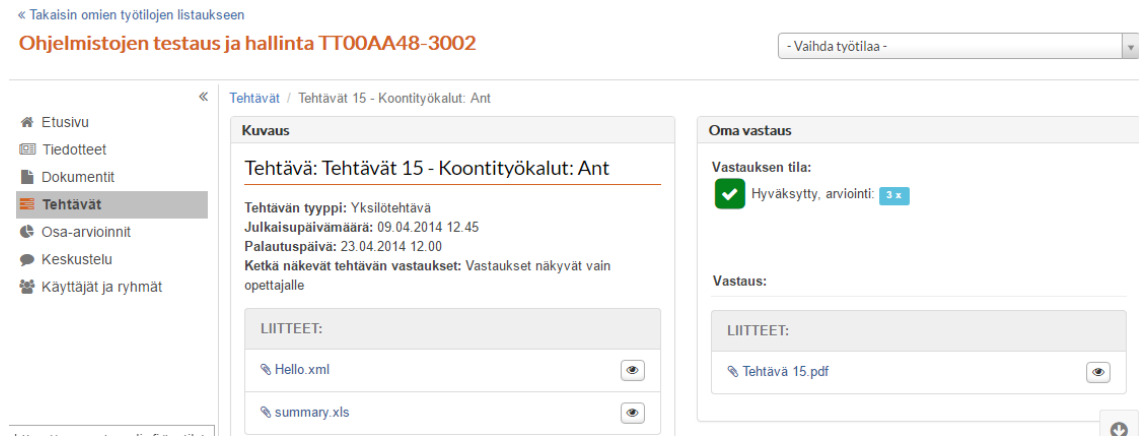 « Takaisin omien työtilojen listaukseen
Ohjelmistojen testaus ja hallinta TT00AA48-3002
- Vaihda työtilaa -
«
Etusivu
Tiedotteet
Dokumentit
Tehtävät
Osa-arvioinnit
Keskustelu
Käyttäjät ja ryhmät
Tehtävät / Tehtävät 15 - Koontityökalut: Ant
Kuvaus
Tehtävä: Tehtävät 15 - Koontityökalut: Ant
Tehtävän tyyppi: Yksilötehtävä
Julkaisupäivämäärä: 09.04.2014 12.45
Palautuspäivä: 23.04.2014 12.00
Ketkä näkevät tehtävän vastaukset: Vastaukset näkyvät vain
opettajalle
LIITTEET:
Hello.xml
summary.xls
Oma vastaus
Vastauksen tila:
Hyväksytty, arviointi: 3 x
Vastaus:
LIITTEET:
Tehtävä 15.pdf